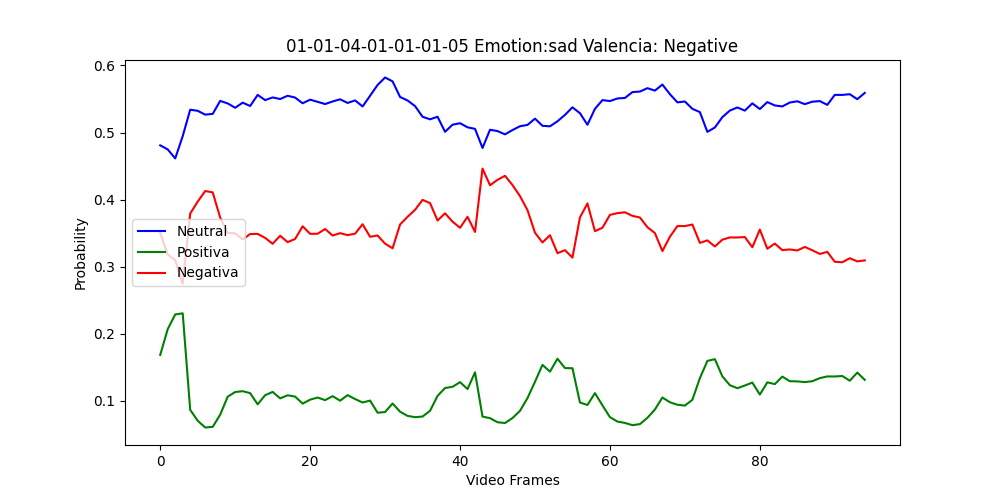 01-01-04-01-01-01-05 Emotion:sad Valencia: Negative
0.6
0.5
0.4
0.3
0.2
0.1
Probability
Neutral
Positiva
Negativa
0 20 40 60 80
Video Frames